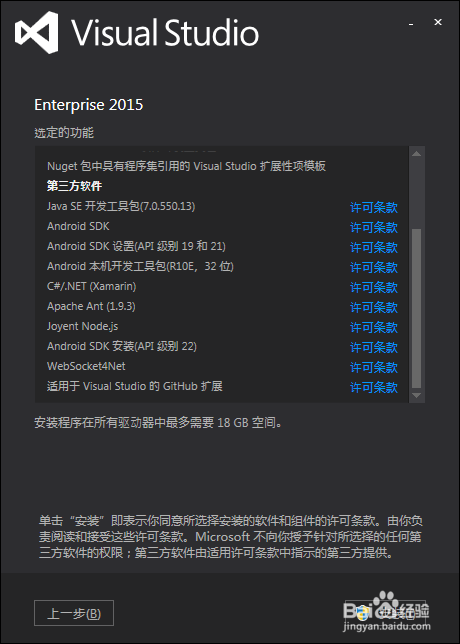 Visual Studio
Enterprise 2015
选定的功能
Nuget 包中具有程序集引用的 Visual Studio 扩展性项模板
第三方软件
Java SE 开发工具包(7.0.550.13) 许可条款
Android SDK 许可条款
Android SDK 设置(API 级别 19 和 21) 许可条款
Android 本机开发工具包(R10E，32 位) 许可条款
C#/.NET (Xamarin) 许可条款
Apache Ant (1.9.3) 许可条款
Joyent Node.js 许可条款
Android SDK 安装(API 级别 22) 许可条款
WebSocket4Net 许可条款
适用于 Visual Studio 的 GitHub 扩展 许可条款
安装程序在所有驱动器中最多需要 18 GB 空间。
单击“安装”即表示你同意所选择安装的软件和组件的许可条款。由你负
责阅读和接受这些许可条款。Microsoft 不向你授予针对所选择的任何第
三方软件的权限；第三方软件由适用许可条款中指示的第三方提供。
上一步(B)
Baidu经验
jingyan.baidu.com